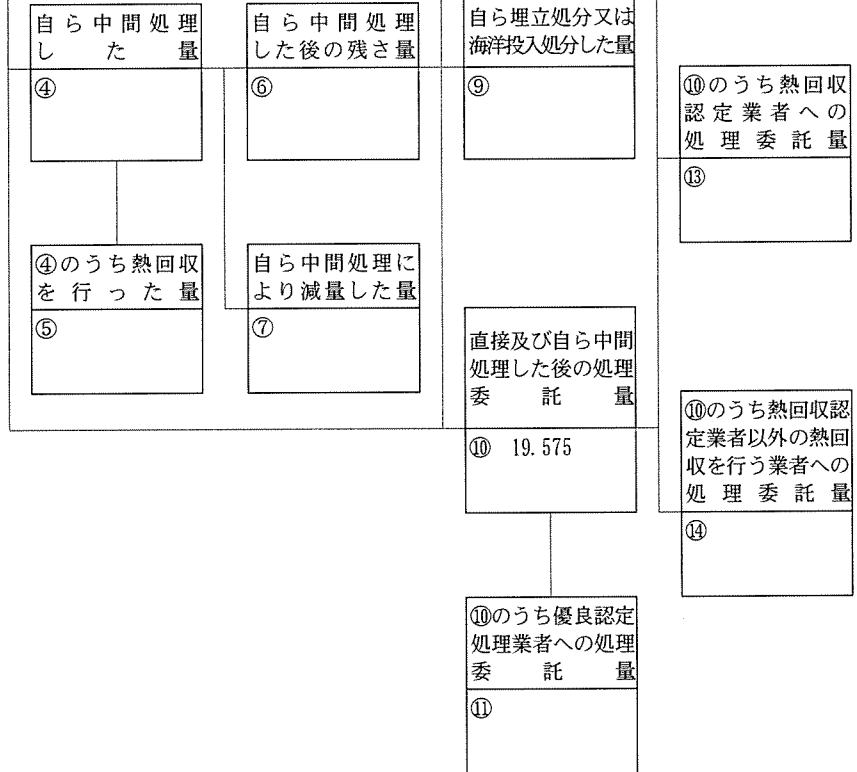 自ら中間処理
した量
④
自ら中間処理
した後の残さ量
⑥
自ら埋立処分又は
海洋投入処分した量
⑨
⑩のうち熱回収
認定業者への
処理委託量
⑬
④のうち熱回収
を行った量
⑤
自ら中間処理に
より減量した量
⑦
直接及び自ら中間
処理した後の処理
委託量
⑩ 19.575
⑩のうち熱回収認
定業者以外の熱回
収を行う業者への
処理委託量
⑭
⑩のうち優良認定
処理業者への処理
委託量
⑪